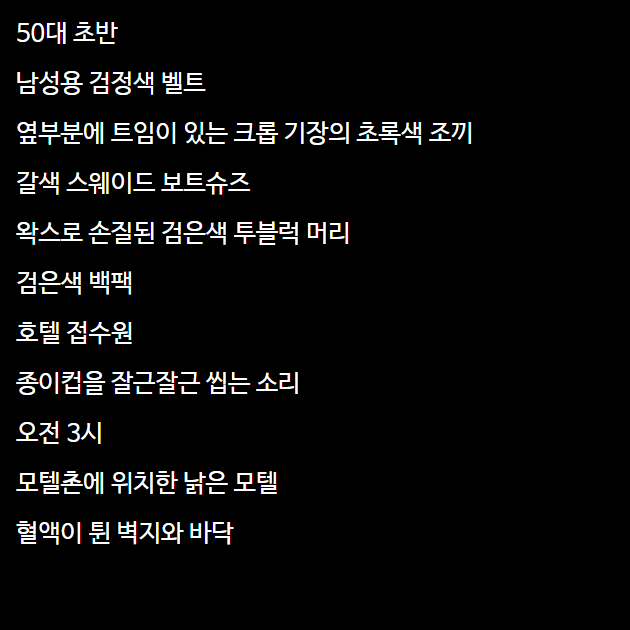 50대 초반
남성용 검정색 벨트
옆부분에 트임이 있는 크롭 기장의 초록색 조끼
갈색 스웨이드 보트슈즈
왁스로 손질된 검은색 투블럭 머리
검은색 백팩
호텔 접수원
종이컵을 잘근잘근 씹는 소리
오전 3시
모텔촌에 위치한 낡은 모텔
혈액이 튄 벽지와 바닥